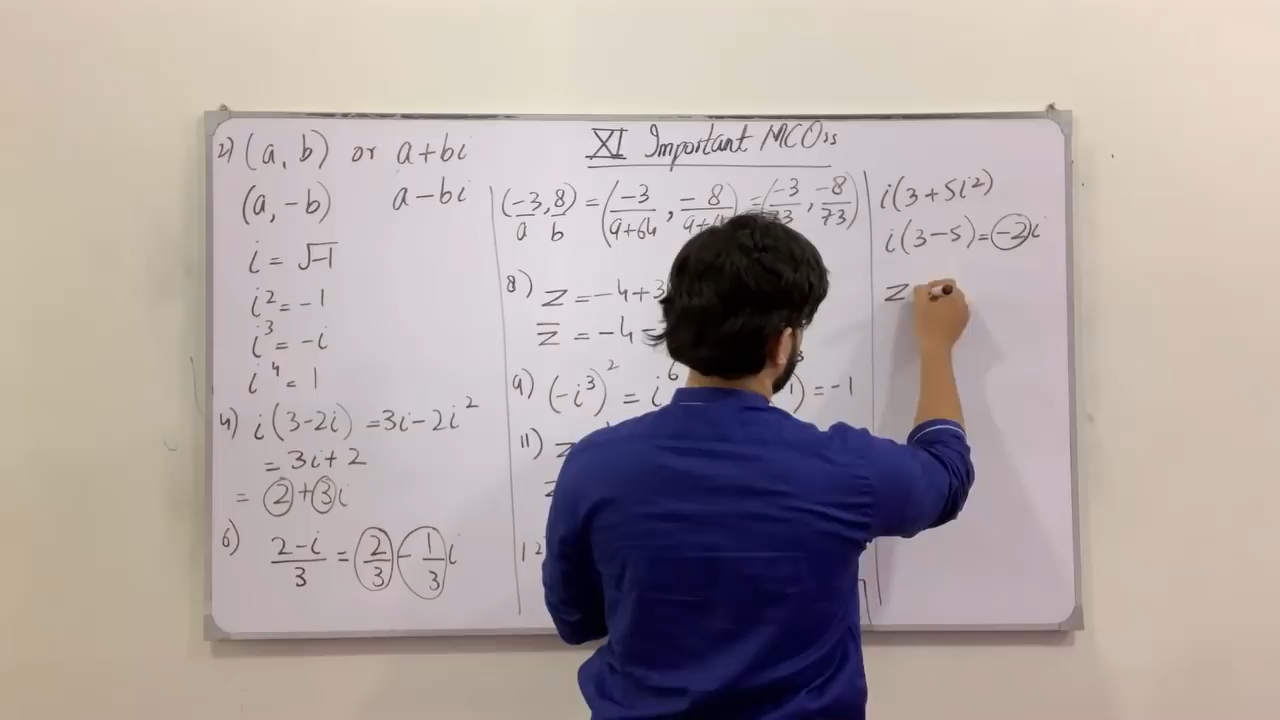 XI Important MCQs
2) (a, b) or a+bi
(a, -b) a-bi
i = √-1
i² = -1
i³ = -i
i⁴ = 1
4) i(3-2i) = 3i-2i²
= 3i+2
= 2+3i
6) (2-i)/3 = 2/3 - 1/3 i
(-3, 8) = (-3/9+64, -8/9+64) = (-3/73, -8/73)
a b
8) z = -4+3
z̅ = -4-
9) (-i³)² = i⁶ = -1
11) z
z
12
i(3+5i²)
i(3-5) = -2i
z